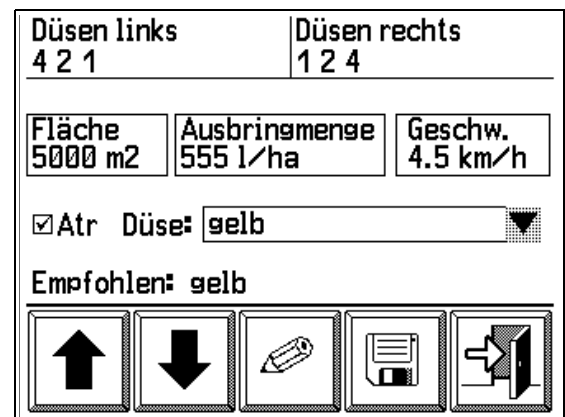 Düsen links
4 2 1
Düsen rechts
1 2 4
Fläche
5000 m2
Ausbringmenge
555 l/ha
Geschw.
4.5 km/h
☑Atr Düse: gelb
Empfohlen: gelb